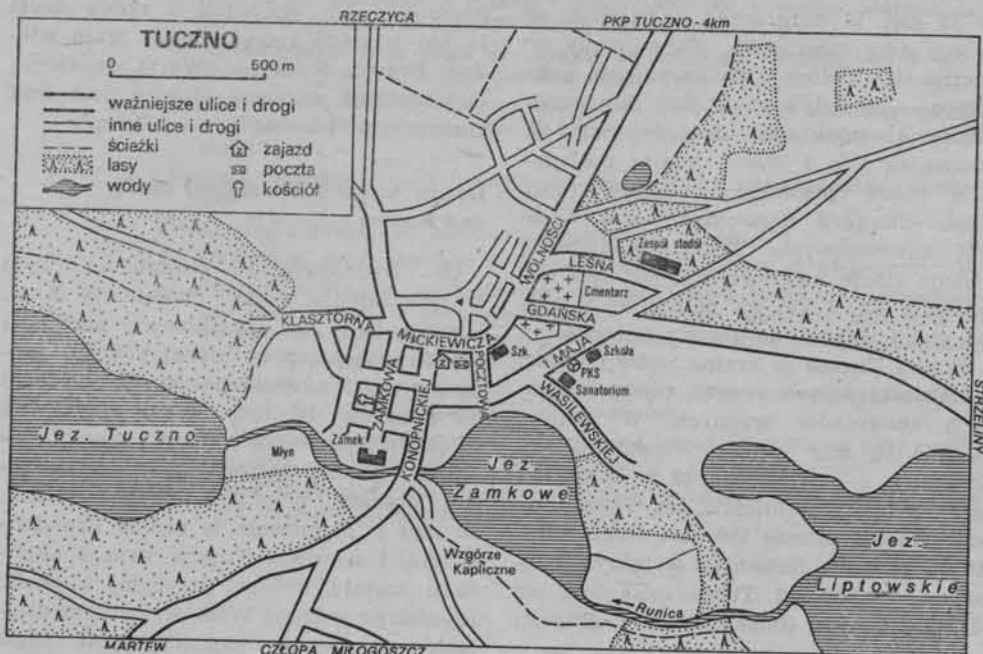 RZECZYCA
PKP TUCZNO - 4km
TUCZNO
0 500 m
ważniejsze ulice i drogi
inne ulice i drogi
ścieżki
lasy
wody
zajazd
poczta
kościół
WOLNOŚCI
LEŚNA
Zespół stodół
Cmentarz
GDAŃSKA
KLASZTORNA
MICKIEWICZA
Szk.
1 MAJA
Szkoła
PKS
Sanatorium
POCZTOWA
ZAMKOWA
KONOPNICKIEJ
WASILEWSKIEJ
STRZELINY
Jez. Tuczno
Młyn
Zamek
Jez.
Zamkowe
Jez.
Liptowskie
Wzgórze
Kapliczne
Runica
MARTEW
CZŁOPA MIŁOGOSZCZ